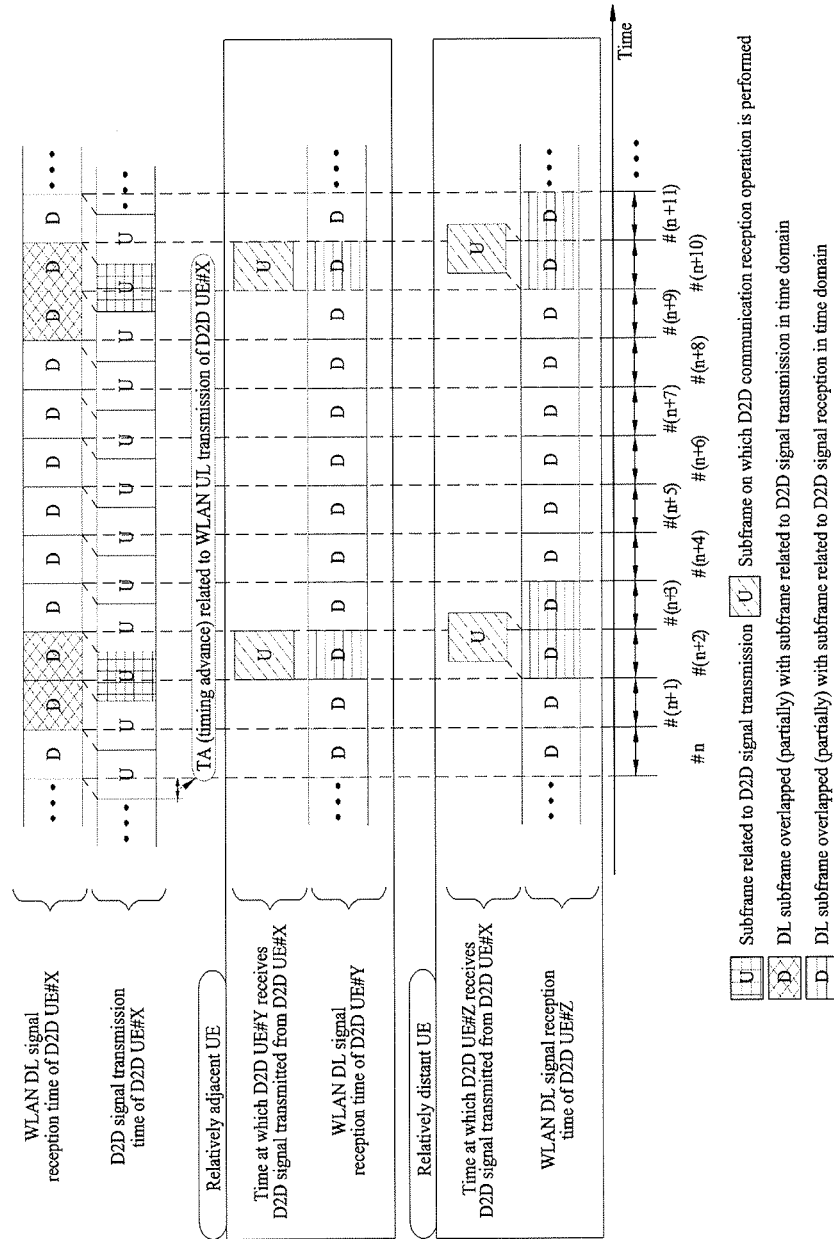 WLAN DL signal
reception time of D2D UE#X
••• D D D D D D D D D D D D •••
D2D signal transmission
time of D2D UE#X
••• U U U U U U U U U U U U •••
TA (timing advance) related to WLAN UL transmission of D2D UE#X
Relatively adjacent UE
Time at which D2D UE#Y receives
D2D signal transmitted from D2D UE#X
U U
WLAN DL signal reception
time of D2D UE#Y
••• D D D D D D D D D D D D •••
Relatively distant UE
Time at which D2D UE#Z receives
D2D signal transmitted from D2D UE#X
U U
WLAN DL signal reception
time of D2D UE#Z
••• D D D D D D D D D D D D •••
Time
#n #(n+1) #(n+2) #(n+3) #(n+4) #(n+5) #(n+6) #(n+7) #(n+8) #(n+9) #(n+10) #(n+11) •••
U Subframe related to D2D signal transmission
U Subframe on which D2D communication reception operation is performed
D DL subframe overlapped (partially) with subframe related to D2D signal transmission in time domain
D DL subframe overlapped (partially) with subframe related to D2D signal reception in time domain